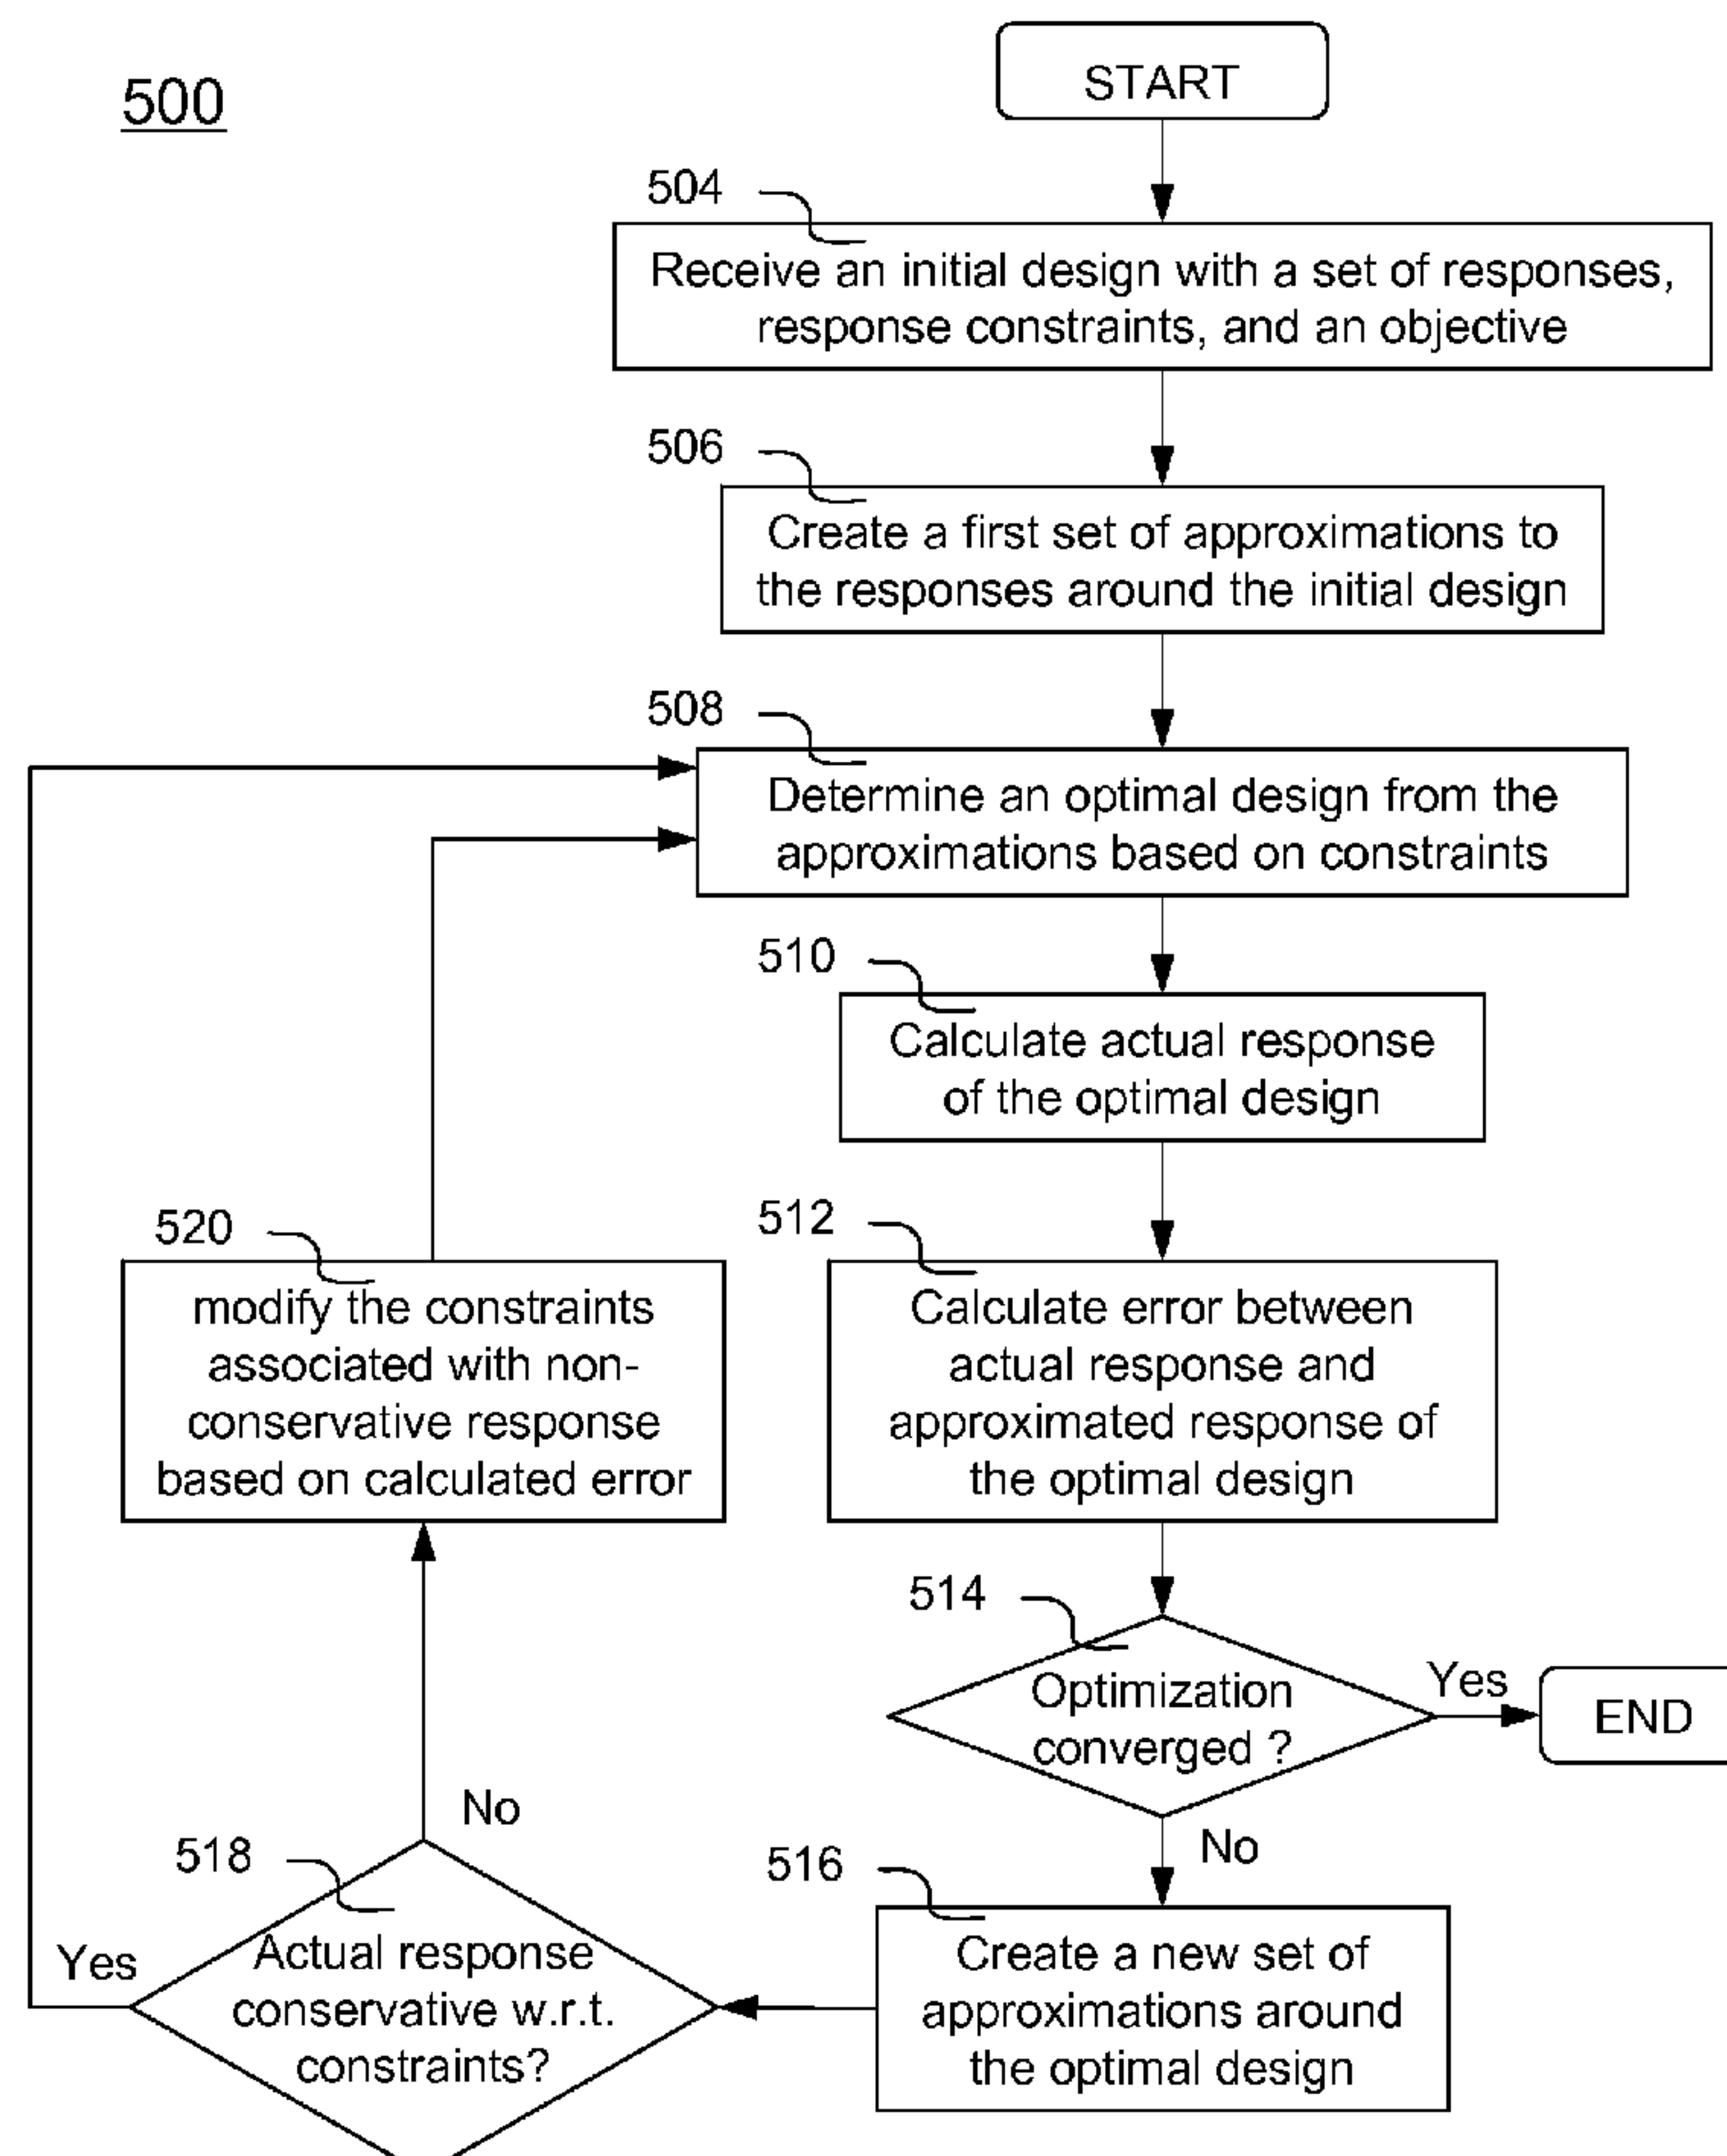 500
START
504
Receive an initial design with a set of responses,
response constraints, and an objective
506
Create a first set of approximations to
the responses around the initial design
508
Determine an optimal design from the
approximations based on constraints
510
Calculate actual response
of the optimal design
512
Calculate error between
actual response and
approximated response of
the optimal design
520
modify the constraints
associated with non-
conservative response
based on calculated error
514
Optimization
converged ?
Yes
END
No
516
Create a new set of
approximations around
the optimal design
518
Actual response
conservative w.r.t.
constraints?
No
Yes